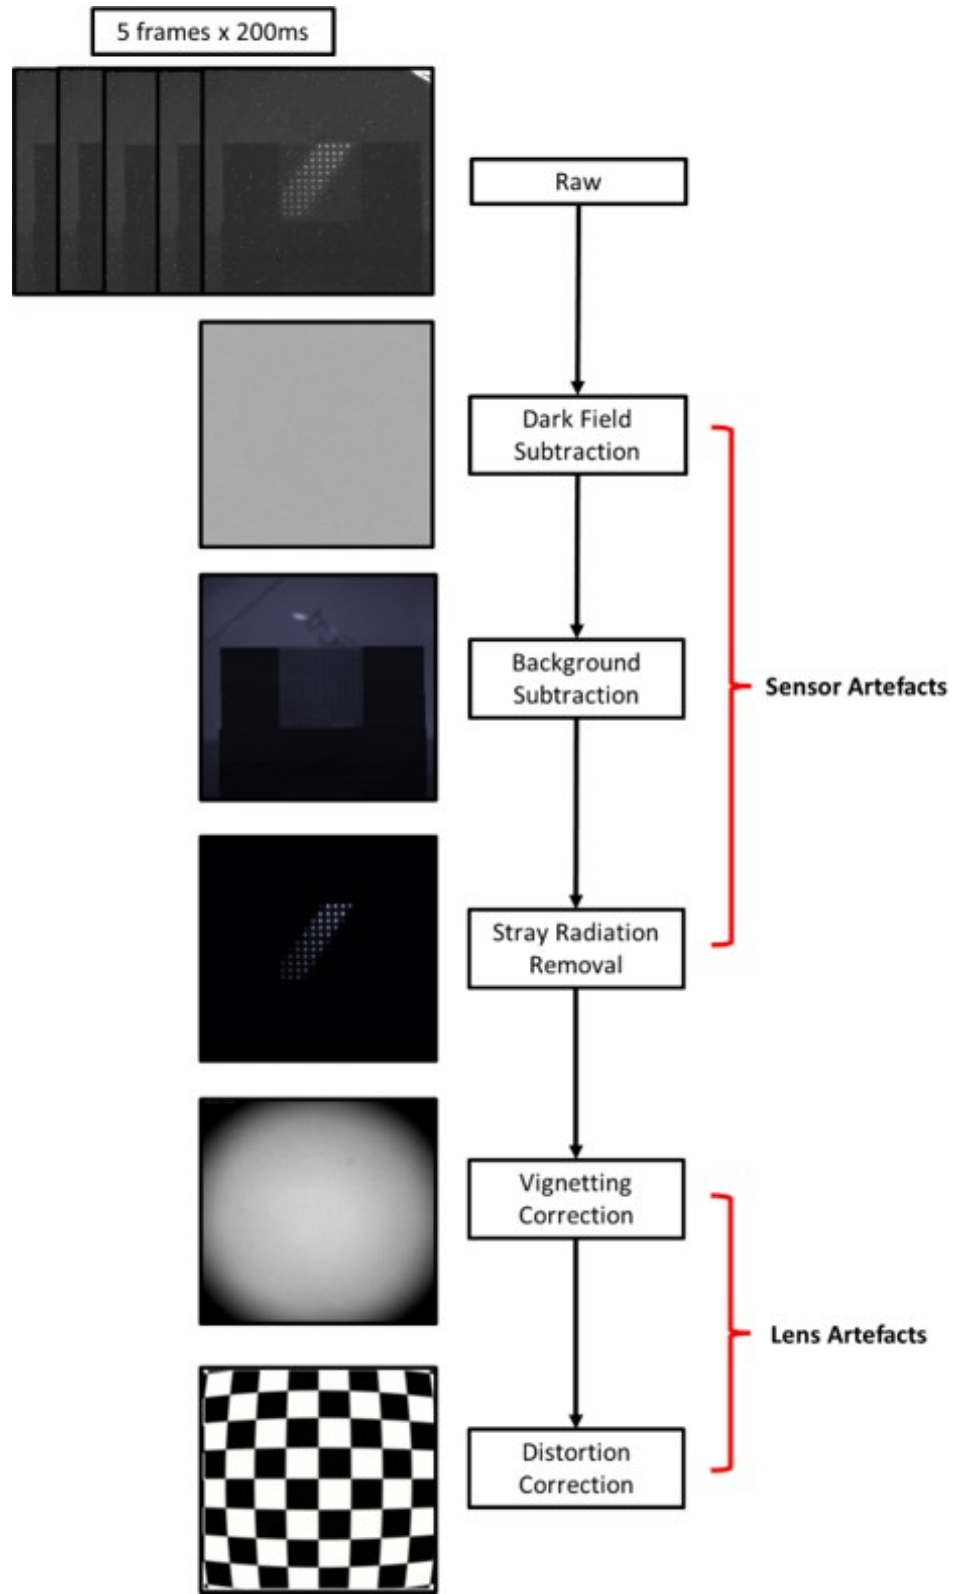 5 frames x 200ms
Raw
Dark Field
Subtraction
Background
Subtraction
Sensor Artefacts
Stray Radiation
Removal
Vignetting
Correction
Lens Artefacts
Distortion
Correction